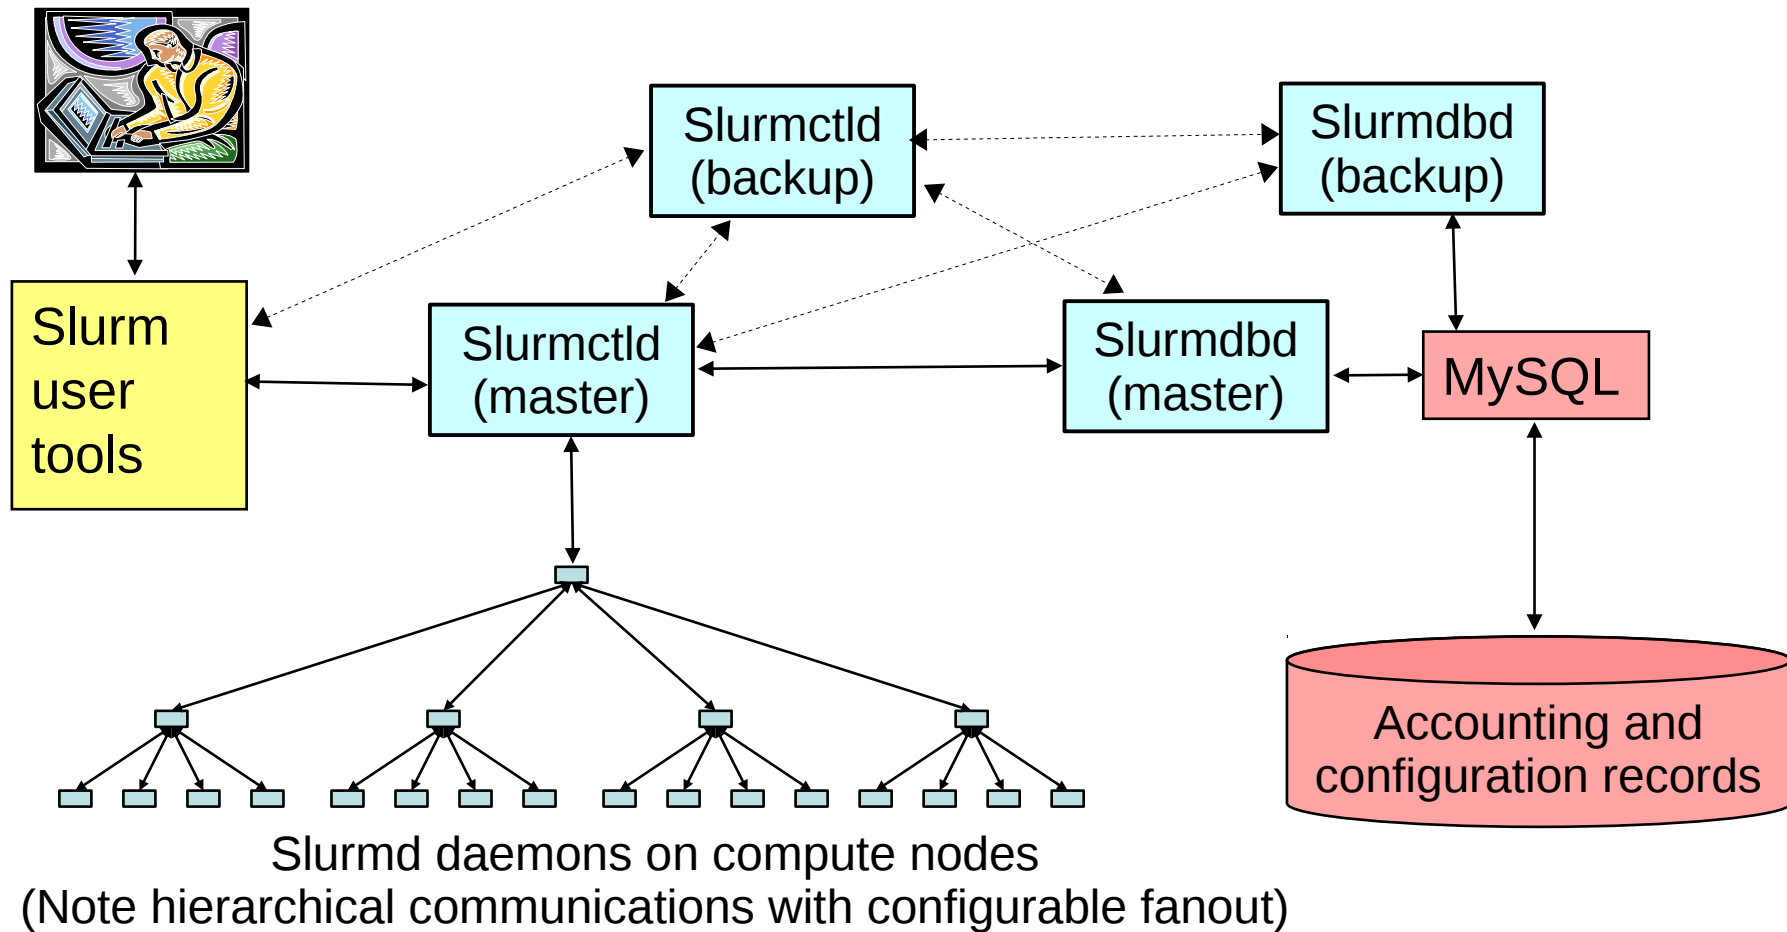 Slurmctld
(backup)
Slurmdbd
(backup)
Slurm
user
tools
Slurmctld
(master)
Slurmdbd
(master)
MySQL
Accounting and
configuration records
Slurmd daemons on compute nodes
(Note hierarchical communications with configurable fanout)